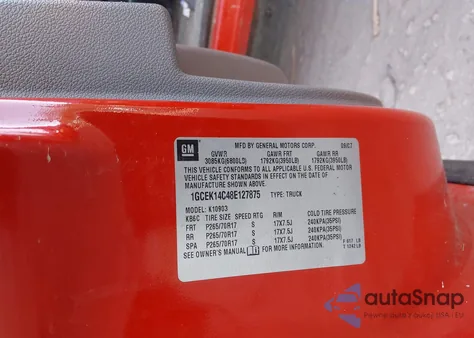 GM
MFD BY GENERAL MOTORS CORP. 09/07
GVWR GAWR FRT GAWR RR
3085KG(6800LB) 1792KG(3950LB) 1792KG(3950LB)
THIS VEHICLE CONFORMS TO ALL APPLICABLE U.S. FEDERAL MOTOR
VEHICLE SAFETY STANDARDS IN EFFECT ON THE DATE OF
MANUFACTURE SHOWN ABOVE.
1GCEK14C48E127875 TYPE: TRUCK
MODEL: K10903
TIRE SIZE SPEED RTG RIM COLD TIRE PRESSURE
FRT P265/70R17 S 17X7.5J 240KPA(35PSI)
RR P265/70R17 S 17X7.5J 240KPA(35PSI)
SPA P265/70R17 S 17X7.5J 240KPA(35PSI)
SEE OWNER'S MANUAL FOR MORE INFORMATION.
autoSnap